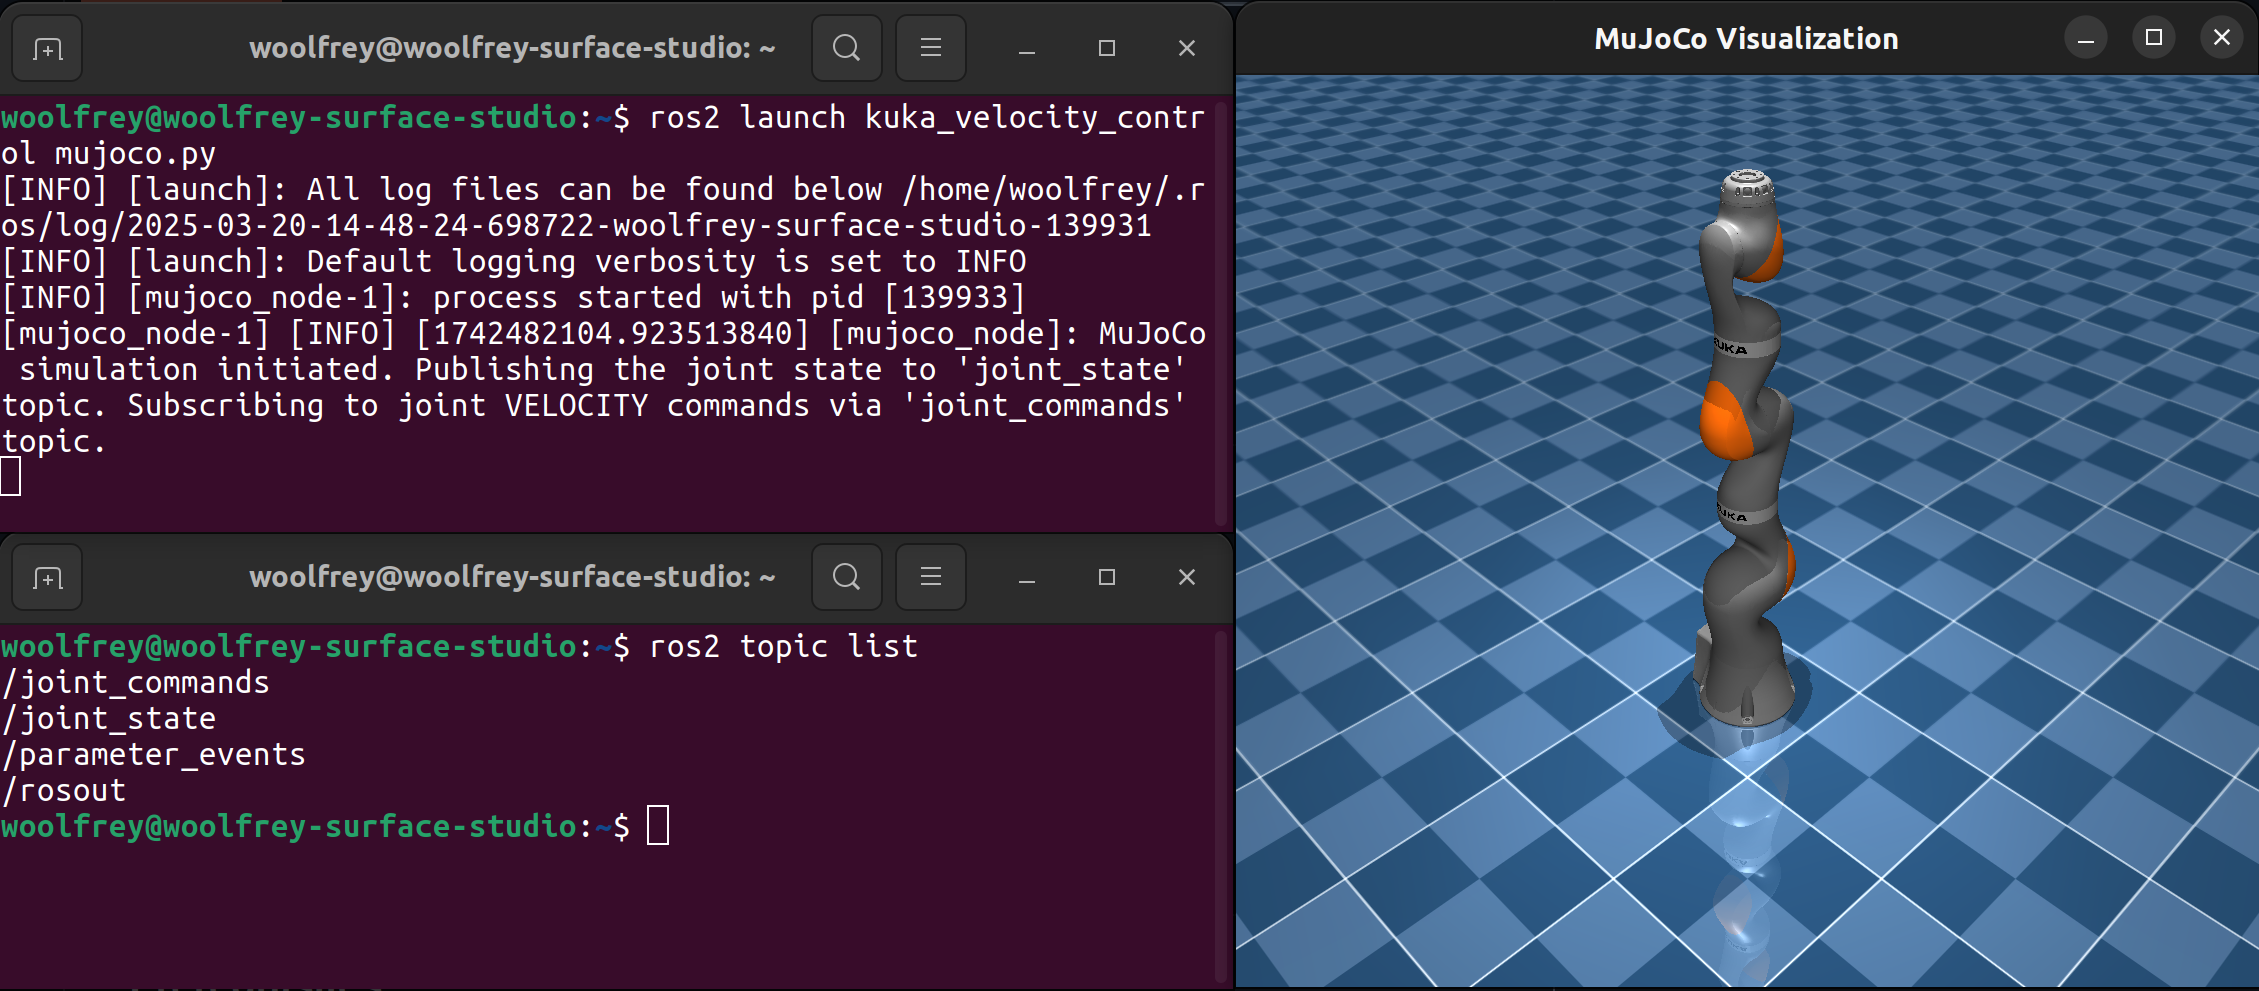 woolfrey@woolfrey-surface-studio: ~
woolfrey@woolfrey-surface-studio:~$ ros2 launch kuka_velocity_contr
ol mujoco.py
[INFO] [launch]: All log files can be found below /home/woolfrey/.r
os/log/2025-03-20-14-48-24-698722-woolfrey-surface-studio-139931
[INFO] [launch]: Default logging verbosity is set to INFO
[INFO] [mujoco_node-1]: process started with pid [139933]
[mujoco_node-1] [INFO] [1742482104.923513840] [mujoco_node]: MuJoCo
 simulation initiated. Publishing the joint state to 'joint_state'
topic. Subscribing to joint VELOCITY commands via 'joint_commands'
topic.
woolfrey@woolfrey-surface-studio: ~
woolfrey@woolfrey-surface-studio:~$ ros2 topic list
/joint_commands
/joint_state
/parameter_events
/rosout
woolfrey@woolfrey-surface-studio:~$
MuJoCo Visualization
KUKA
KUKA